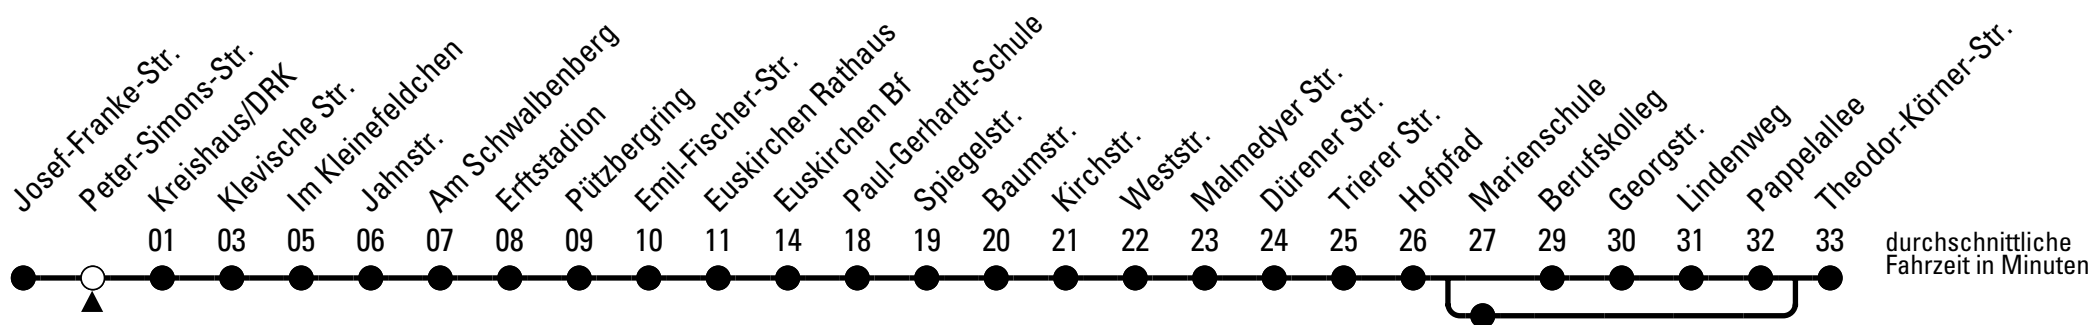 Josef-Franke-Str.
Peter-Simons-Str.
Kreishaus/DRK
Klevische Str.
Im Kleinefeldchen
Jahnstr.
Am Schwalbenberg
Erftstadion
Pützbergring
Emil-Fischer-Str.
Euskirchen Rathaus
Euskirchen Bf
Paul-Gerhardt-Schule
Spiegelstr.
Baumstr.
Kirchstr.
Weststr.
Malmedyer Str.
Dürener Str.
Trierer Str.
Hofpfad
Marienschule
Berufskolleg
Georgstr.
Lindenweg
Pappelallee
Theodor-Körner-Str.
01 03 05 06 07 08 09 10 11 14 18 19 20 21 22 23 24 25 26 27 29 30 31 32 33
durchschnittliche
Fahrzeit in Minuten